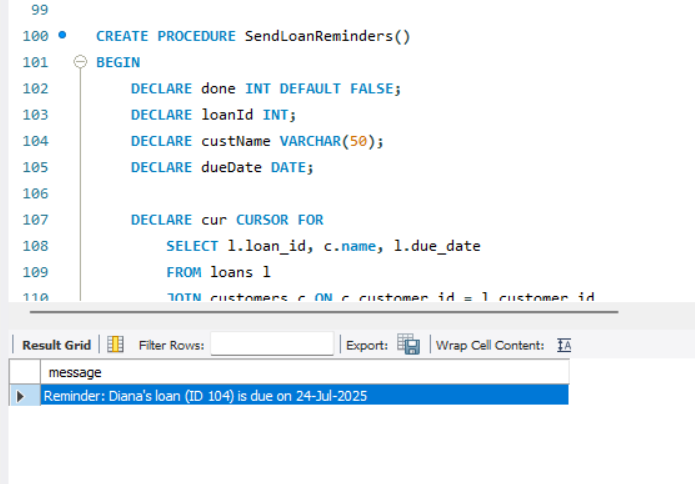 99
100 CREATE PROCEDURE SendLoanReminders()
101 BEGIN
102 DECLARE done INT DEFAULT FALSE;
103 DECLARE loanId INT;
104 DECLARE custName VARCHAR(50);
105 DECLARE dueDate DATE;
106
107 DECLARE cur CURSOR FOR
108 SELECT l.loan_id, c.name, l.due_date
109 FROM loans l
110 JOIN customers c ON c.customer_id = l.customer_id
Result Grid Filter Rows: Export: Wrap Cell Content: IA
message
Reminder: Diana's loan (ID 104) is due on 24-Jul-2025